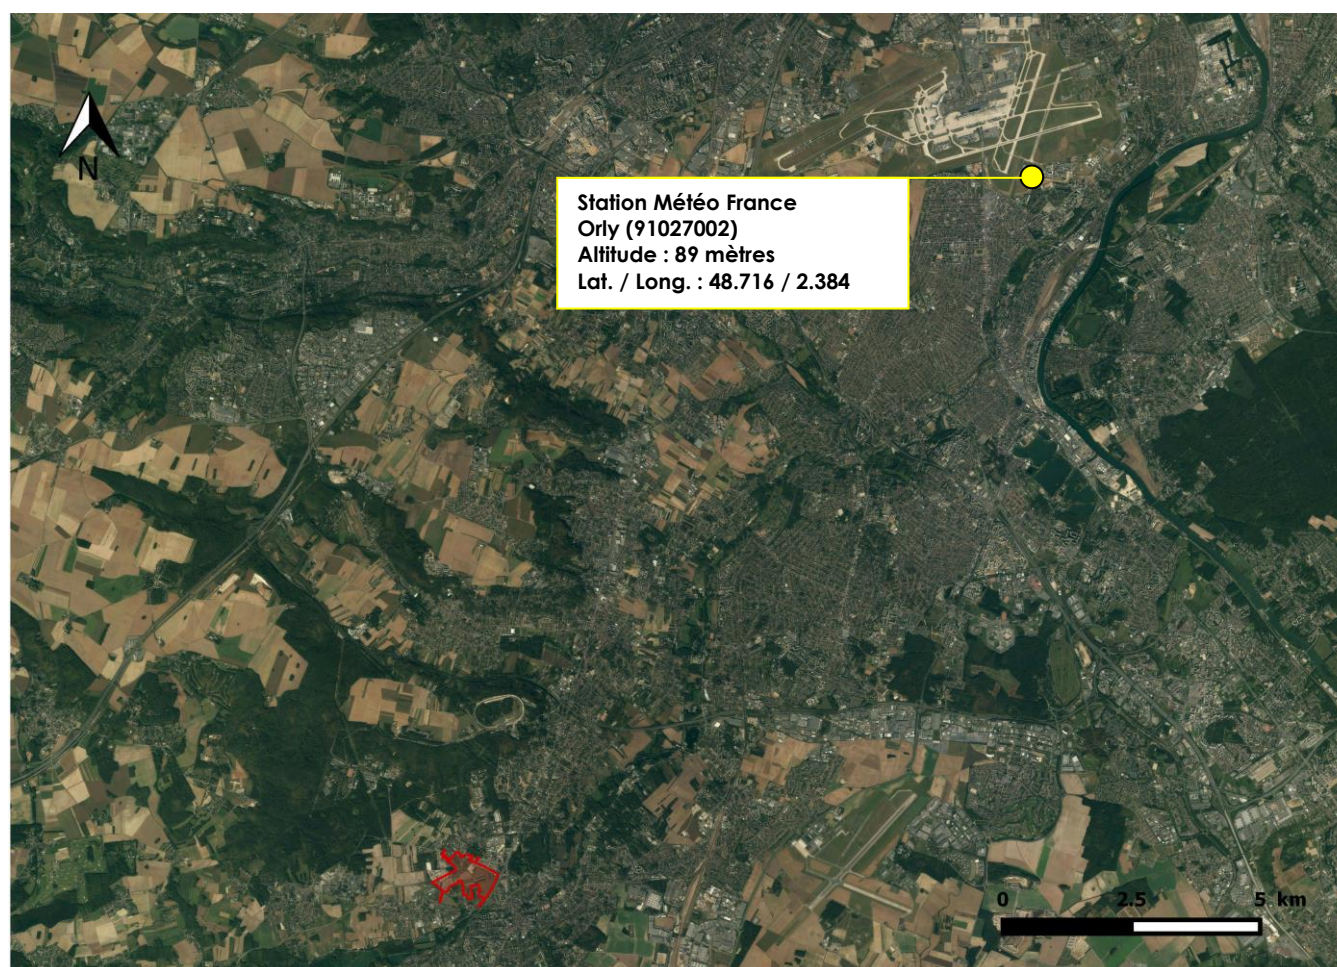 N
Station Météo France
Orly (91027002)
Altitude : 89 mètres
Lat. / Long. : 48.716 / 2.384
0 2.5 5 km